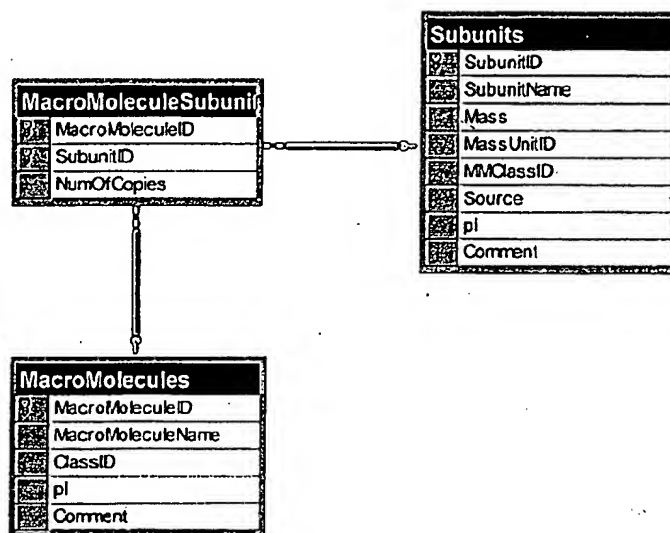 Subunits
SubunitID
SubunitName
Mass
MassUnitID
MMClassID
Source
pI
Comment
MacroMoleculeSubunit
MacroMoleculeID
SubunitID
NumOfCopies
MacroMolecules
MacroMoleculeID
MacroMoleculeName
ClassID
pI
Comment